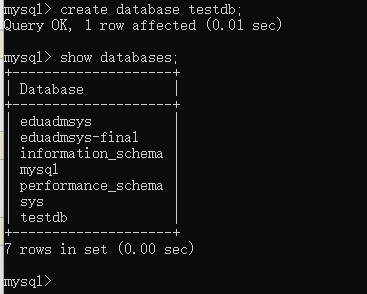 mysql> create database testdb;
Query OK, 1 row affected (0.01 sec)

mysql> show databases;
+--------------------+
| Database           |
+--------------------+
| eduadmsys          |
| eduadmsys-final    |
| information_schema |
| mysql              |
| performance_schema |
| sys                |
| testdb             |
+--------------------+
7 rows in set (0.00 sec)

mysql>